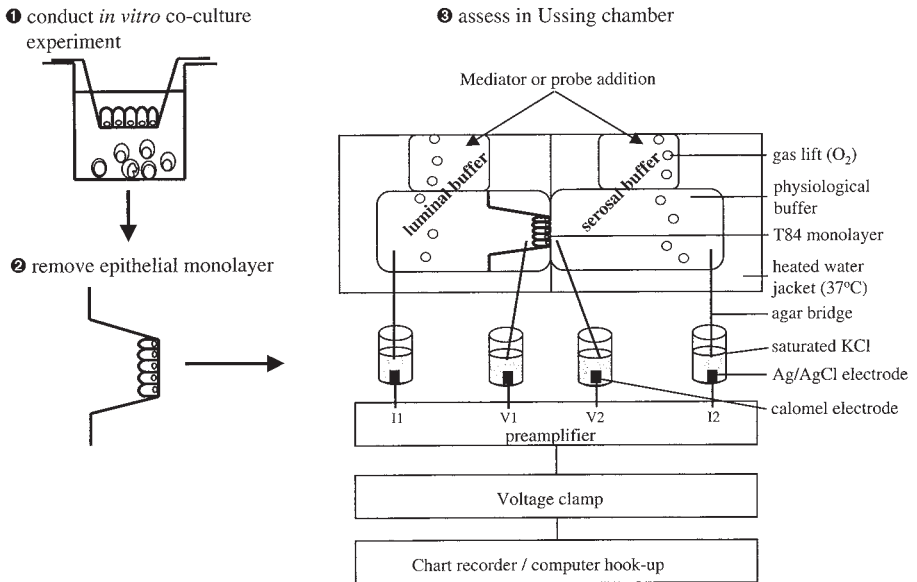 ❶ conduct in vitro co-culture
experiment
❷ remove epithelial monolayer
❸ assess in Ussing chamber
Mediator or probe addition
luminal buffer
serosal buffer
gas lift (O₂)
physiological
buffer
T84 monolayer
heated water
jacket (37ºC)
agar bridge
saturated KCl
Ag/AgCl electrode
calomel electrode
I1 V1 V2 I2
preamplifier
Voltage clamp
Chart recorder / computer hook-up